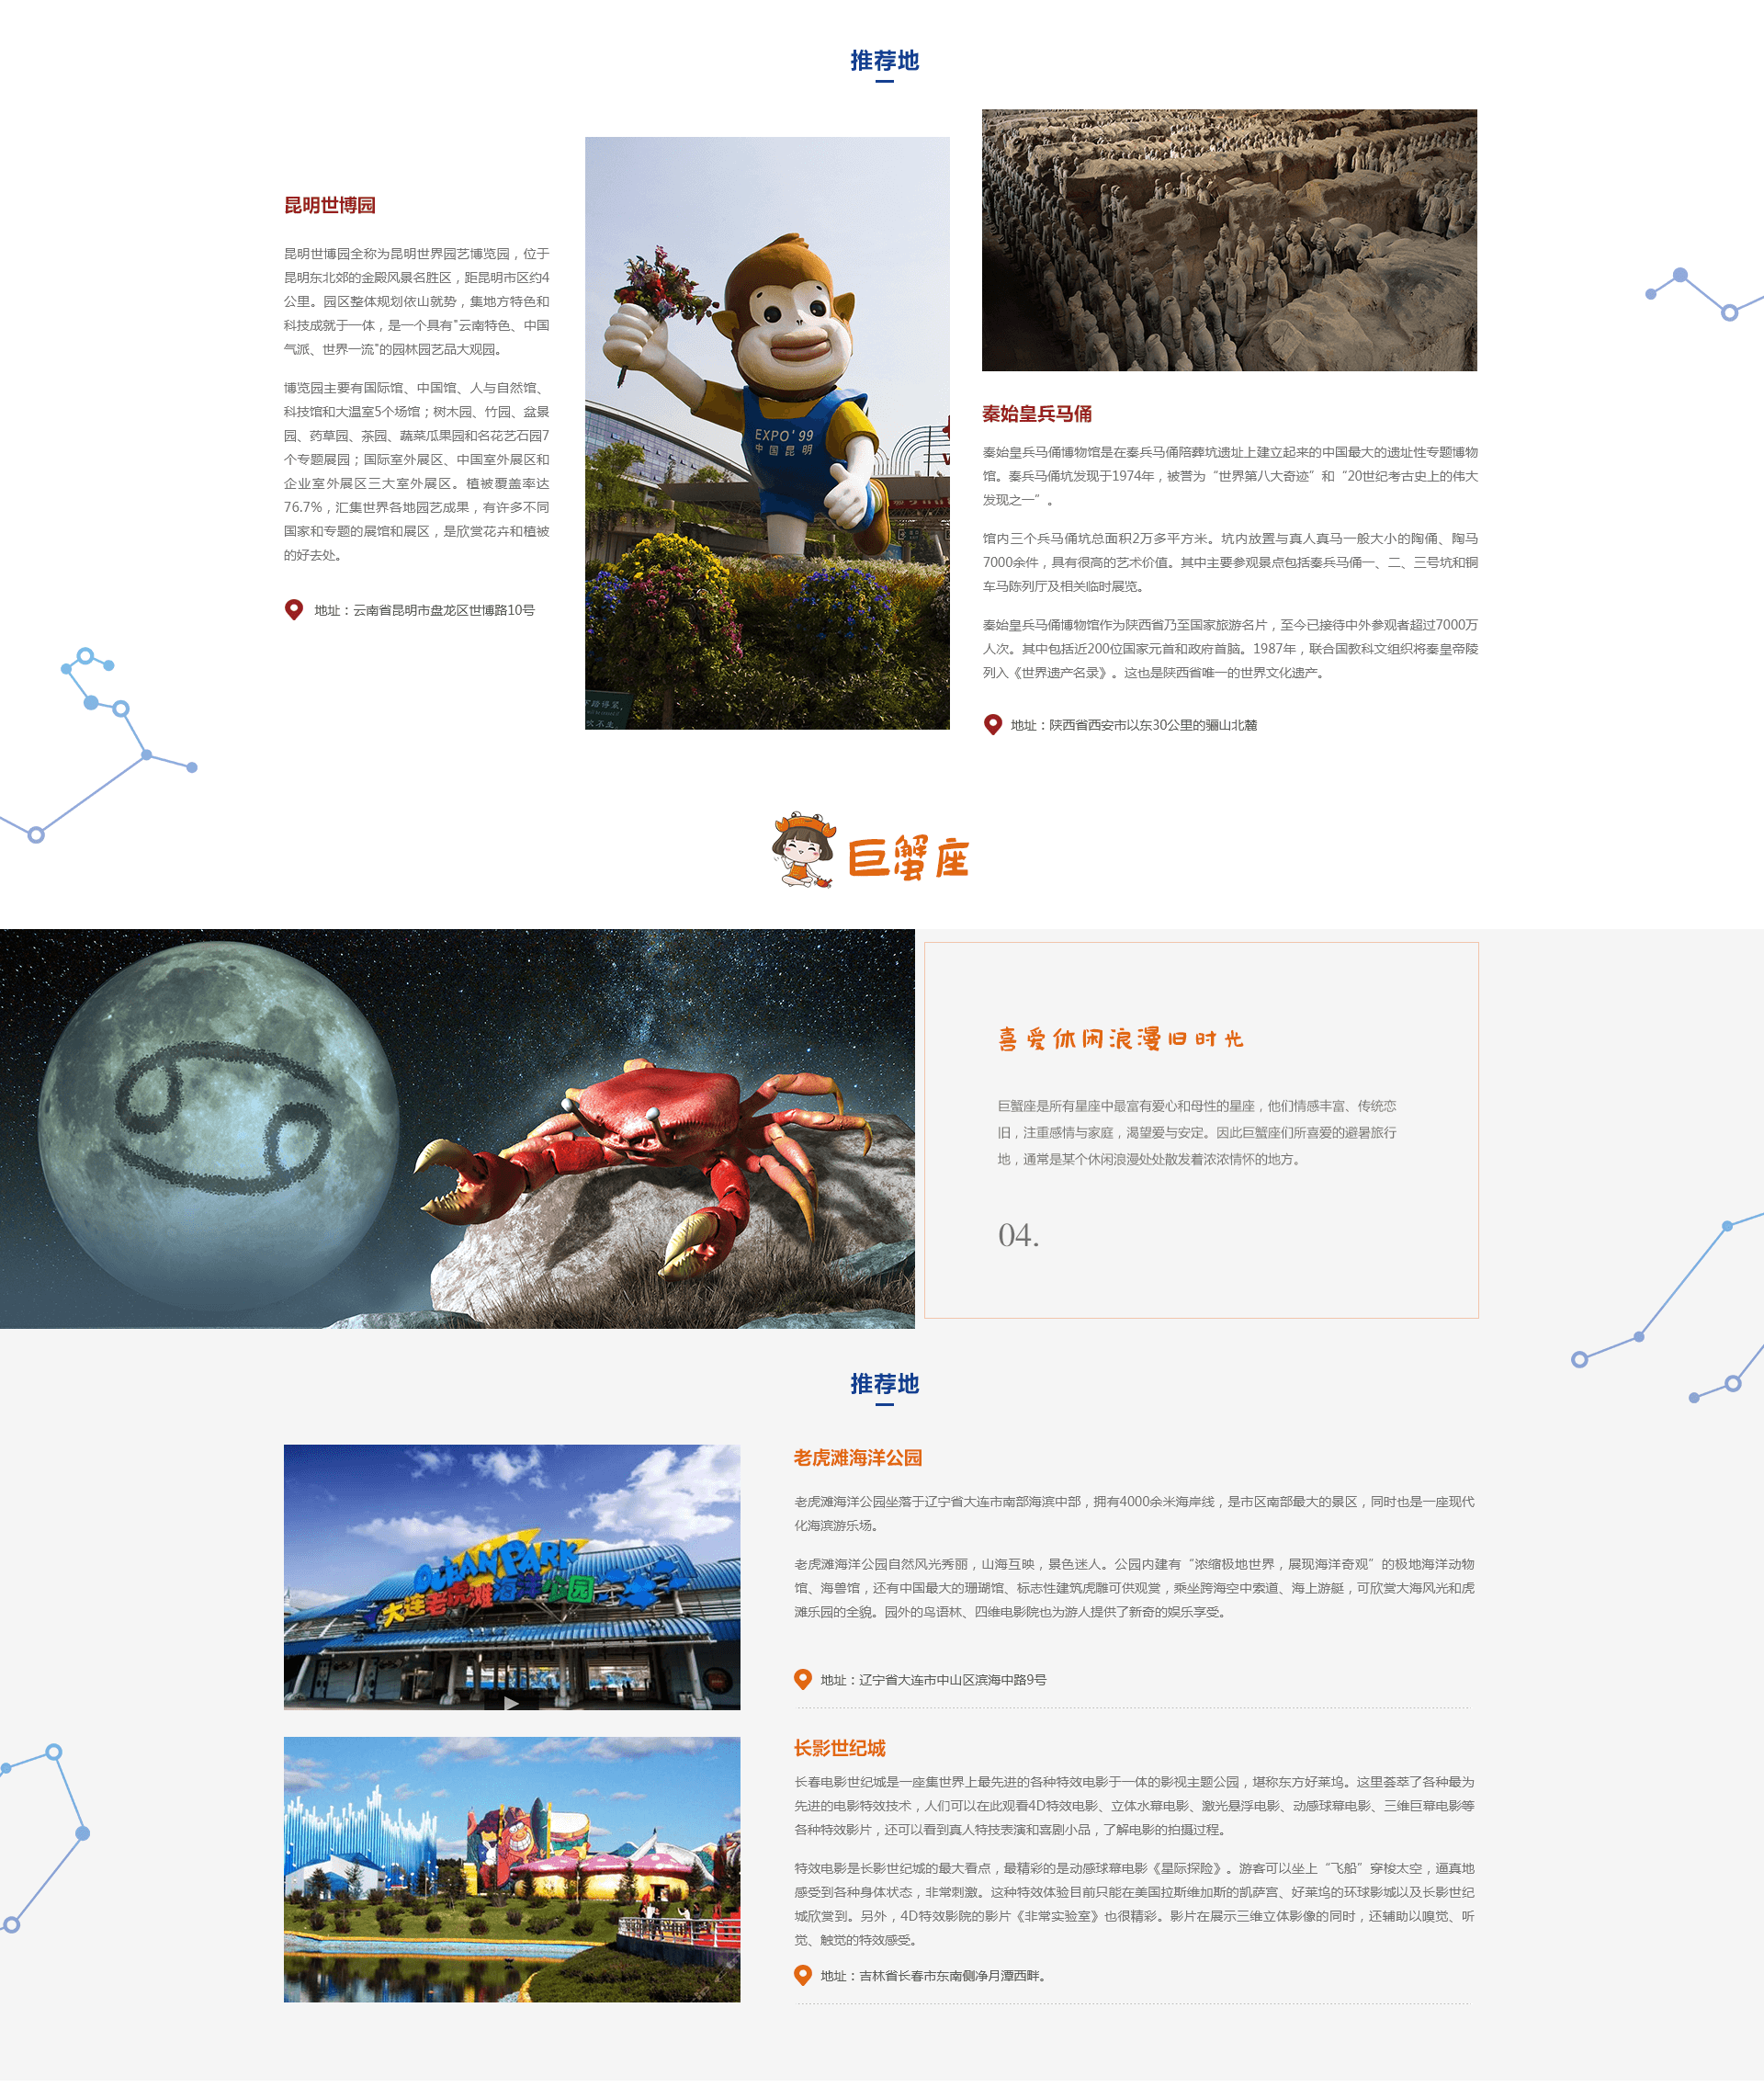 推荐地
昆明世博园
昆明世博园全称为昆明世界园艺博览园，位于
昆明东北郊的金殿风景名胜区，距昆明市区约4
公里。园区整体规划依山就势，集地方特色和
科技成就于一体，是一个具有"云南特色、中国
气派、世界一流"的园林园艺品大观园。
博览园主要有国际馆、中国馆、人与自然馆、
科技馆和大温室5个场馆；树木园、竹园、盆景
园、药草园、茶园、蔬菜瓜果园和名花艺石园7
个专题展园；国际室外展区、中国室外展区和
企业室外展区三大室外展区。植被覆盖率达
76.7%，汇集世界各地园艺成果，有许多不同
国家和专题的展馆和展区，是欣赏花卉和植被
的好去处。
地址：云南省昆明市盘龙区世博路10号
EXPO'99
中国昆明
秦始皇兵马俑
秦始皇兵马俑博物馆是在秦兵马俑陪葬坑遗址上建立起来的中国最大的遗址性专题博物
馆。秦兵马俑坑发现于1974年，被誉为“世界第八大奇迹”和“20世纪考古史上的伟大
发现之一”。
馆内三个兵马俑坑总面积2万多平方米。坑内放置与真人真马一般大小的陶俑、陶马
7000余件，具有很高的艺术价值。其中主要参观景点包括秦兵马俑一、二、三号坑和铜
车马陈列厅及相关临时展览。
秦始皇兵马俑博物馆作为陕西省乃至国家旅游名片，至今已接待中外参观者超过7000万
人次。其中包括近200位国家元首和政府首脑。1987年，联合国教科文组织将秦皇帝陵
列入《世界遗产名录》。这也是陕西省唯一的世界文化遗产。
地址：陕西省西安市以东30公里的骊山北麓
巨蟹座
喜爱休闲浪漫旧时光
巨蟹座是所有星座中最富有爱心和母性的星座，他们情感丰富、传统恋
旧，注重感情与家庭，渴望爱与安定。因此巨蟹座们所喜爱的避暑旅行
地，通常是某个休闲浪漫处处散发着浓浓情怀的地方。
04.
推荐地
OCEAN PARK
大连老虎滩海洋公园
老虎滩海洋公园
老虎滩海洋公园坐落于辽宁省大连市南部海滨中部，拥有4000余米海岸线，是市区南部最大的景区，同时也是一座现代
化海滨游乐场。
老虎滩海洋公园自然风光秀丽，山海互映，景色迷人。公园内建有“浓缩极地世界，展现海洋奇观”的极地海洋动物
馆、海兽馆，还有中国最大的珊瑚馆、标志性建筑虎雕可供观赏，乘坐跨海空中索道、海上游艇，可欣赏大海风光和虎
滩乐园的全貌。园外的鸟语林、四维电影院也为游人提供了新奇的娱乐享受。
地址：辽宁省大连市中山区滨海中路9号
长影世纪城
长春电影世纪城是一座集世界上最先进的各种特效电影于一体的影视主题公园，堪称东方好莱坞。这里荟萃了各种最为
先进的电影特效技术，人们可以在此观看4D特效电影、立体水幕电影、激光悬浮电影、动感球幕电影、三维巨幕电影等
各种特效影片，还可以看到真人特技表演和喜剧小品，了解电影的拍摄过程。
特效电影是长影世纪城的最大看点，最精彩的是动感球幕电影《星际探险》。游客可以坐上“飞船”穿梭太空，逼真地
感受到各种身体状态，非常刺激。这种特效体验目前只能在美国拉斯维加斯的凯萨宫、好莱坞的环球影城以及长影世纪
城欣赏到。另外，4D特效影院的影片《非常实验室》也很精彩。影片在展示三维立体影像的同时，还辅助以嗅觉、听
觉、触觉的特效感受。
地址：吉林省长春市东南侧净月潭西畔。